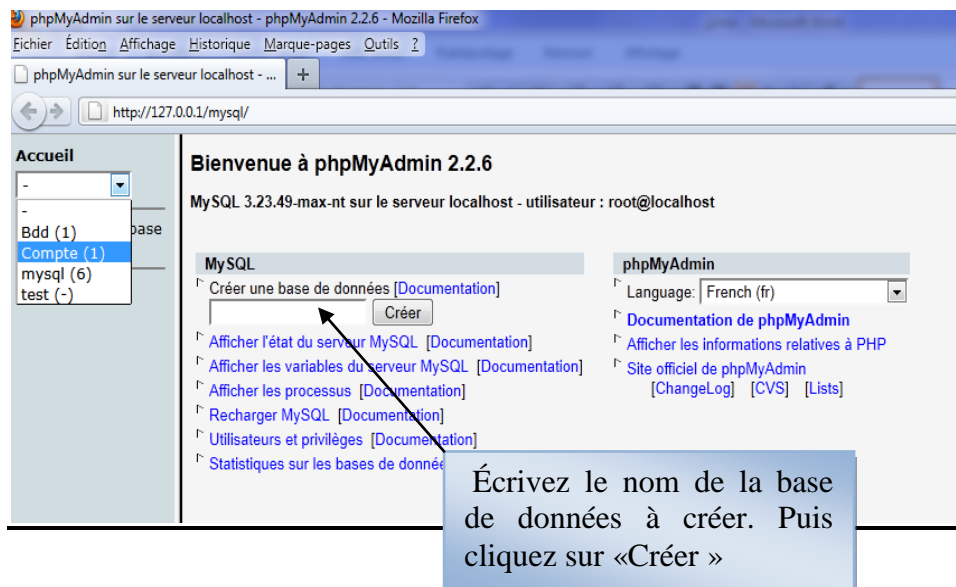 phpMyAdmin sur le serveur localhost - phpMyAdmin 2.2.6 - Mozilla Firefox
Fichier Édition Affichage Historique Marque-pages Outils ?
phpMyAdmin sur le serveur localhost - ... +
http://127.0.0.1/mysql/
Accueil
-
-
Bdd (1)
base
Compte (1)
mysql (6)
test (-)
Bienvenue à phpMyAdmin 2.2.6
MySQL 3.23.49-max-nt sur le serveur localhost - utilisateur : root@localhost
MySQL
Créer une base de données [Documentation]
Créer
Afficher l'état du serveur MySQL [Documentation]
Afficher les variables du serveur MySQL [Documentation]
Afficher les processus [Documentation]
Recharger MySQL [Documentation]
Utilisateurs et privilèges [Documentation]
Statistiques sur les bases de donnée
phpMyAdmin
Language: French (fr)
Documentation de phpMyAdmin
Afficher les informations relatives à PHP
Site officiel de phpMyAdmin
[ChangeLog] [CVS] [Lists]
Écrivez le nom de la base
de données à créer. Puis
cliquez sur «Créer »